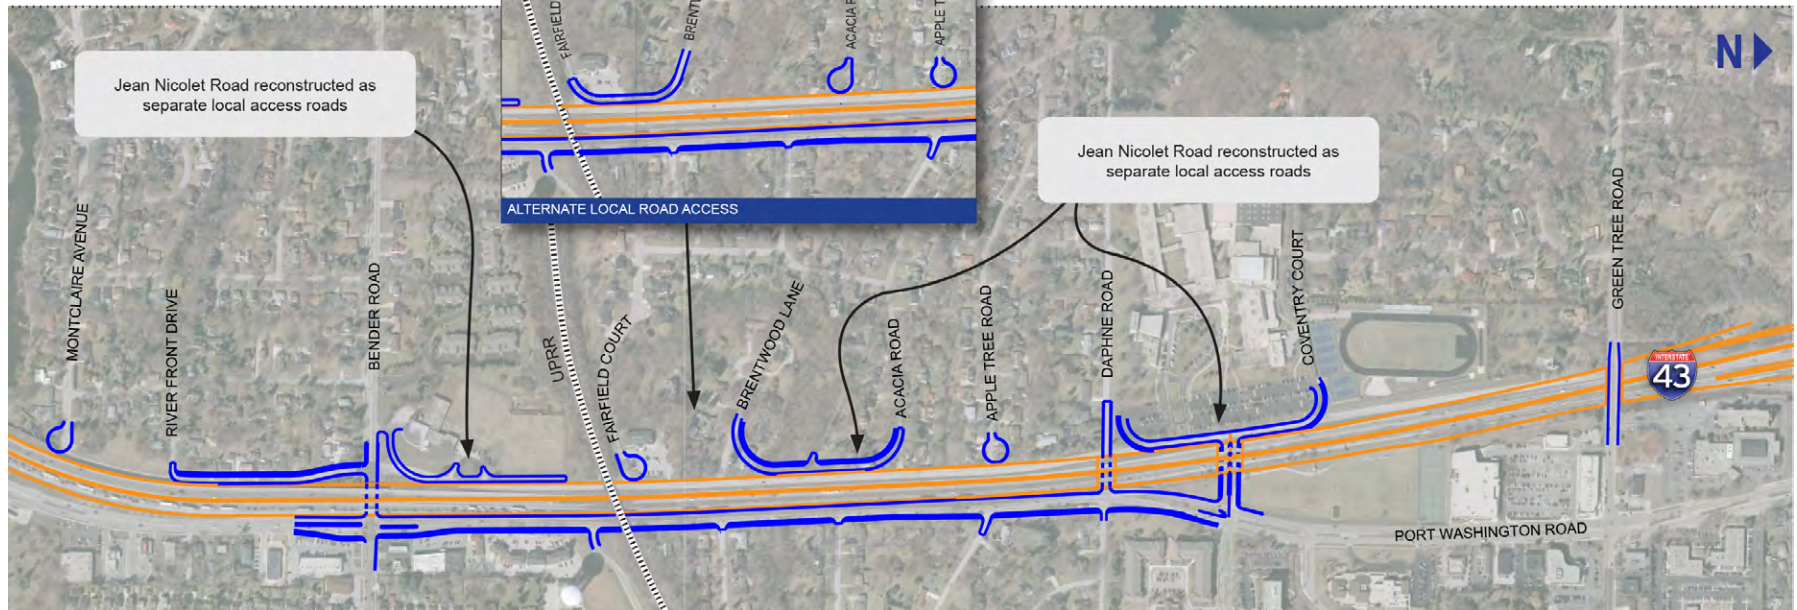 FAIRFIELD
BRENT
ACACIA R
APPLE T
N
Jean Nicolet Road reconstructed as
separate local access roads
Jean Nicolet Road reconstructed as
separate local access roads
ALTERNATE LOCAL ROAD ACCESS
MONTCLAIRE AVENUE
RIVER FRONT DRIVE
BENDER ROAD
UPRR
FAIRFIELD COURT
BRENTWOOD LANE
ACACIA ROAD
APPLE TREE ROAD
DAPHNE ROAD
COVENTRY COURT
GREEN TREE ROAD
INTERSTATE
43
PORT WASHINGTON ROAD